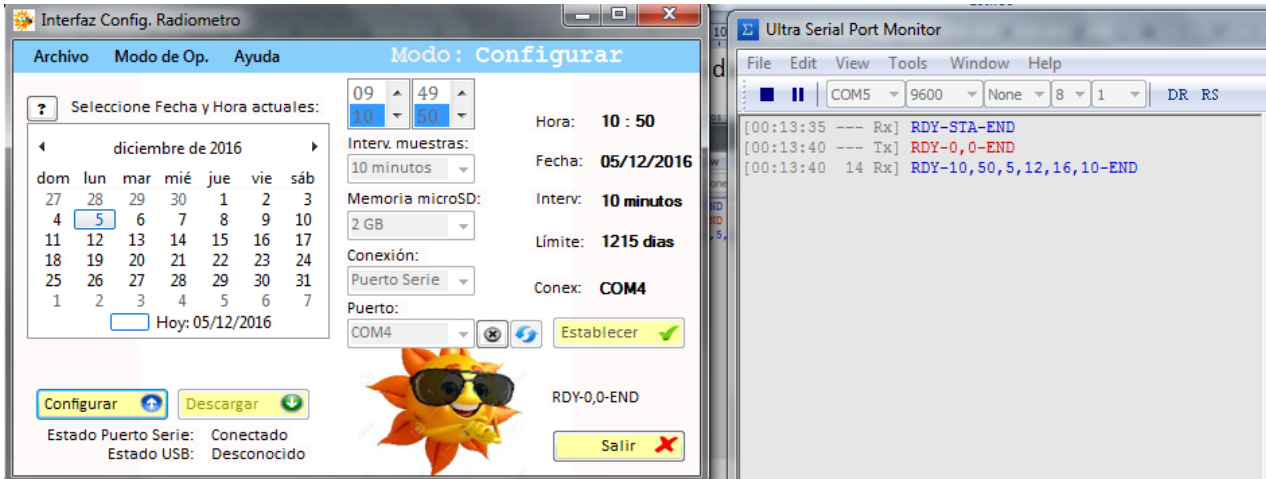 Interfaz Config. Radiometro
Archivo Modo de Op. Ayuda Modo: Configurar
? Seleccione Fecha y Hora actuales:
diciembre de 2016
dom lun mar mié jue vie sáb
27 28 29 30 1 2 3
4 5 6 7 8 9 10
11 12 13 14 15 16 17
18 19 20 21 22 23 24
25 26 27 28 29 30 31
1 2 3 4 5 6 7
Hoy: 05/12/2016
09 49
10 50
Interv. muestras:
10 minutos
Memoria microSD:
2 GB
Conexión:
Puerto Serie
Puerto:
COM4
Hora: 10 : 50
Fecha: 05/12/2016
Interv: 10 minutos
Límite: 1215 dias
Conex: COM4
Establecer
Configurar Descargar
Estado Puerto Serie: Conectado
Estado USB: Desconocido
RDY-0,0-END
Salir
Ultra Serial Port Monitor
File Edit View Tools Window Help
COM5 9600 None 8 1 DR RS
[00:13:35 --- Rx] RDY-STA-END
[00:13:40 --- Tx] RDY-0,0-END
[00:13:40 14 Rx] RDY-10,50,5,12,16,10-END